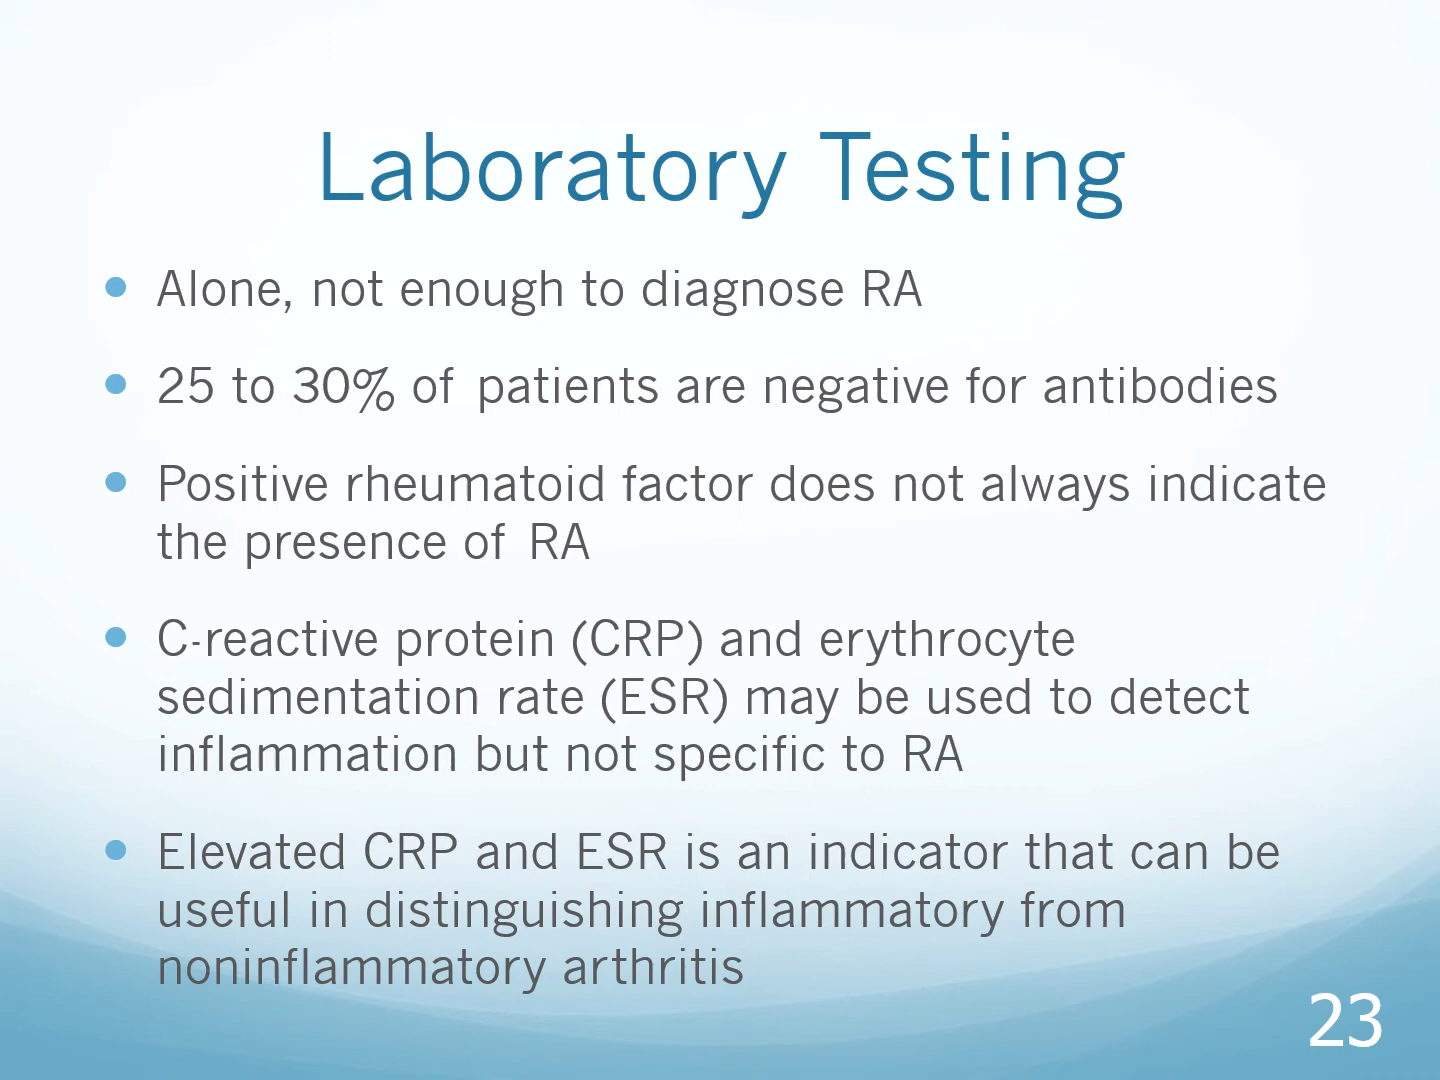 Laboratory Testing
• Alone, not enough to diagnose RA
• 25 to 30% of patients are negative for antibodies
• Positive rheumatoid factor does not always indicate
the presence of RA
• C-reactive protein (CRP) and erythrocyte
sedimentation rate (ESR) may be used to detect
inflammation but not specific to RA
• Elevated CRP and ESR is an indicator that can be
useful in distinguishing inflammatory from
noninflammatory arthritis
23